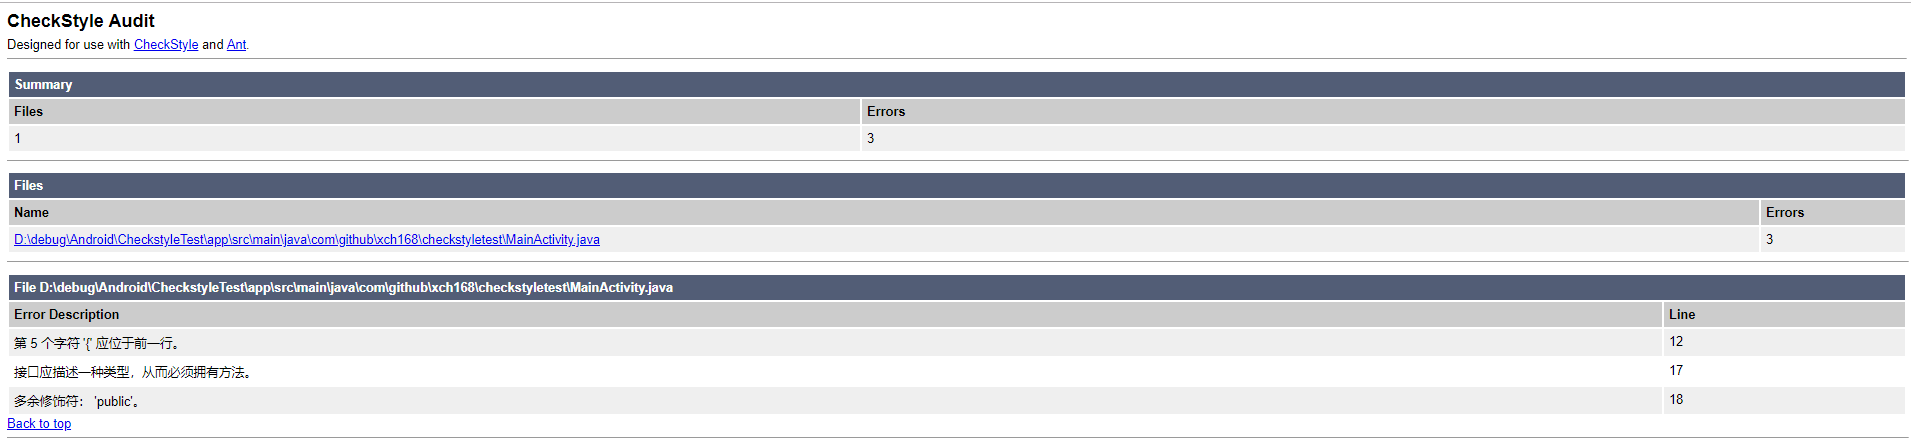 CheckStyle Audit
Designed for use with CheckStyle and Ant.
Summary
Files Errors
1 3
Files
Name Errors
D:\debug\Android\CheckstyleTest\app\src\main\java\com\github\xch168\checkstyletest\MainActivity.java 3
File D:\debug\Android\CheckstyleTest\app\src\main\java\com\github\xch168\checkstyletest\MainActivity.java
Error Description Line
第 5 个字符 '{' 应位于前一行。 12
接口应描述一种类型，从而必须拥有方法。 17
多余修饰符： 'public'。 18
Back to top